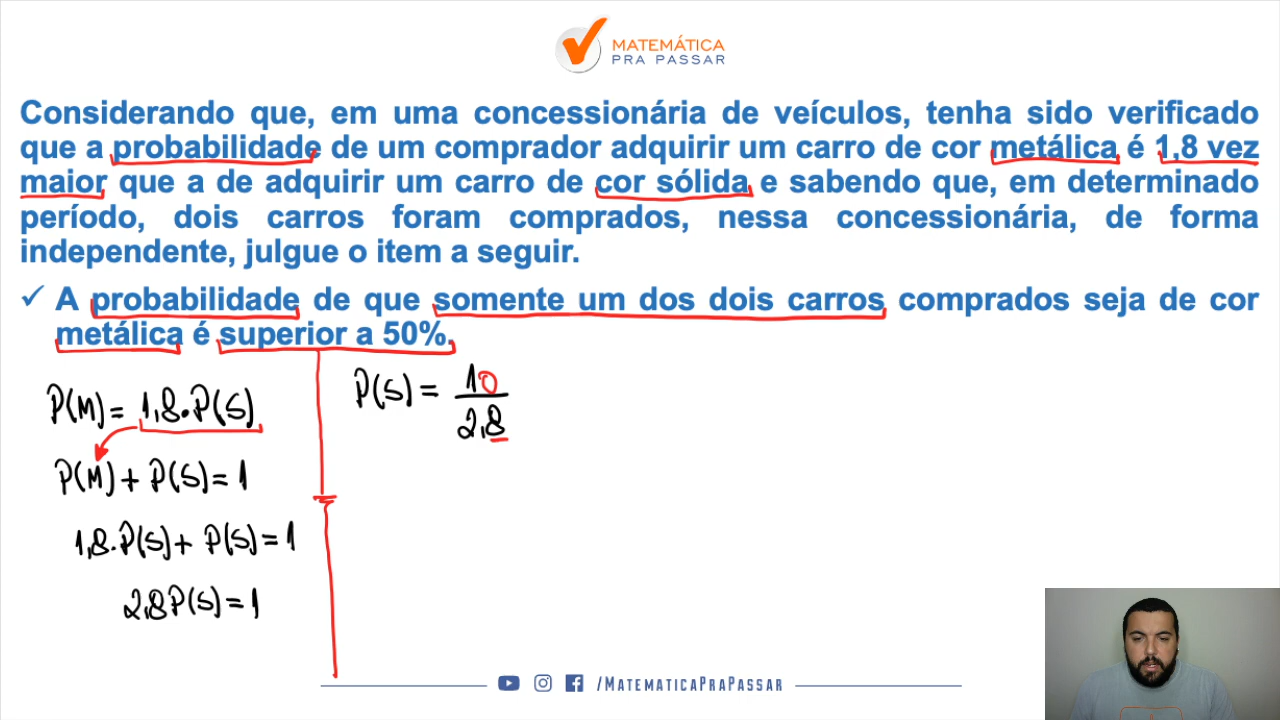 MATEMÁTICA
PRA PASSAR
Considerando que, em uma concessionária de veículos, tenha sido verificado
que a probabilidade de um comprador adquirir um carro de cor metálica é 1,8 vez
maior que a de adquirir um carro de cor sólida e sabendo que, em determinado
período, dois carros foram comprados, nessa concessionária, de forma
independente, julgue o item a seguir.
✓ A probabilidade de que somente um dos dois carros comprados seja de cor
metálica é superior a 50%.
P(M) = 1,8.P(S)
P(M) + P(S) = 1
1,8.P(S) + P(S) = 1
2,8P(S) = 1
P(S) = 10
2,8
/MATEMATICAPRAPASSAR